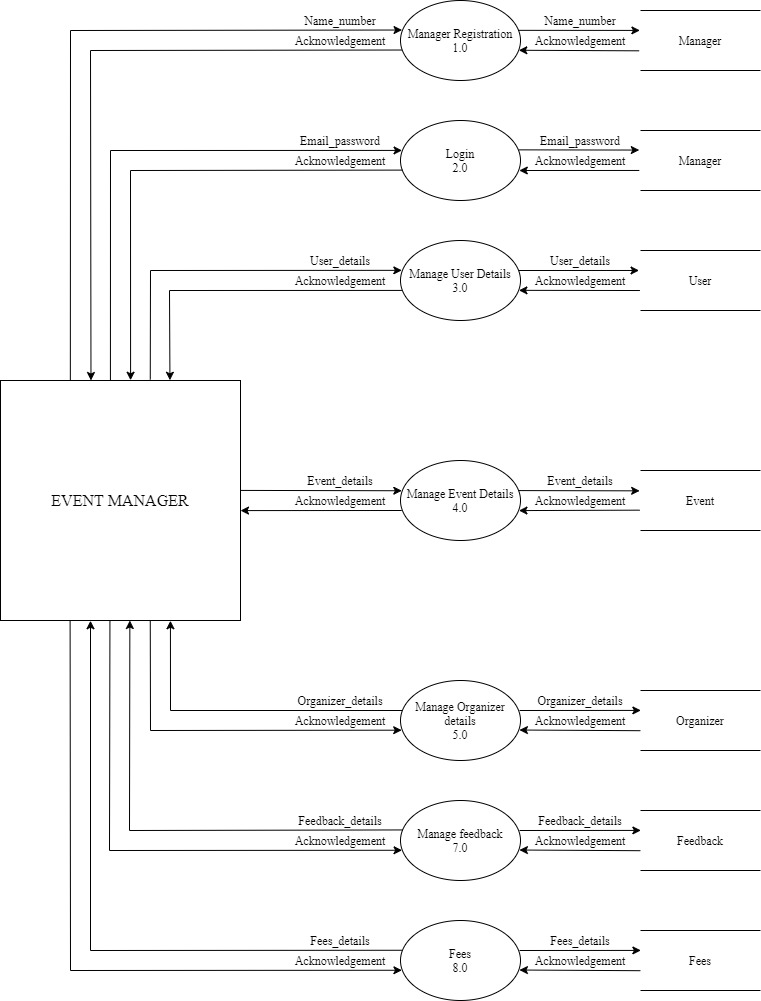 Name_number
Name_number
Manager Registration
1.0
Acknowledgement
Acknowledgement
Manager
Email_password
Email_password
Login
2.0
Acknowledgement
Acknowledgement
Manager
User_details
User_details
Manage User Details
3.0
Acknowledgement
Acknowledgement
User
EVENT MANAGER
Event_details
Event_details
Manage Event Details
4.0
Acknowledgement
Acknowledgement
Event
Organizer_details
Organizer_details
Manage Organizer
details
5.0
Acknowledgement
Acknowledgement
Organizer
Feedback_details
Feedback_details
Manage feedback
7.0
Acknowledgement
Acknowledgement
Feedback
Fees_details
Fees_details
Fees
8.0
Acknowledgement
Acknowledgement
Fees